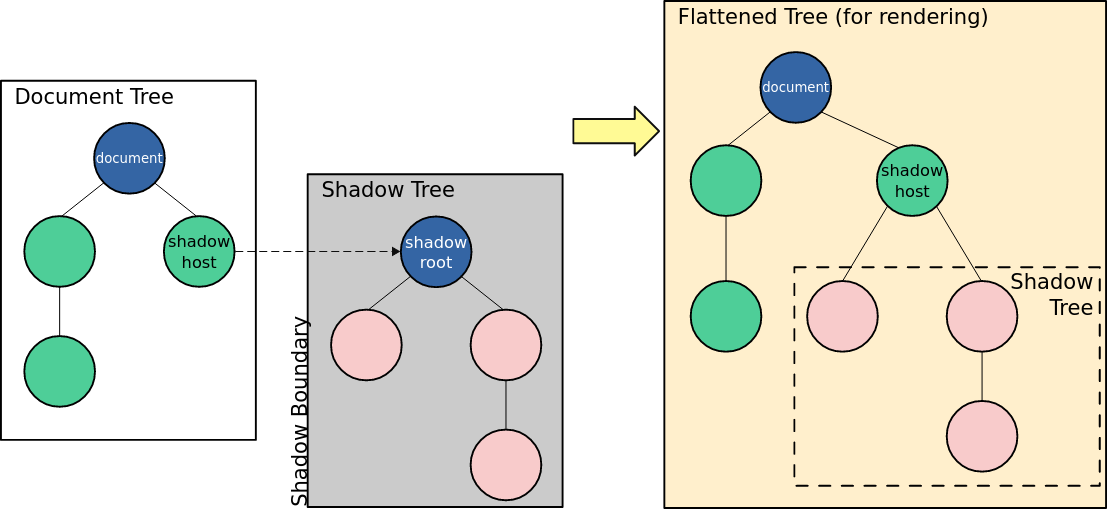 Document Tree
document
shadow
host
Shadow Tree
shadow
root
Shadow Boundary
Flattened Tree (for rendering)
document
shadow
host
Shadow
Tree